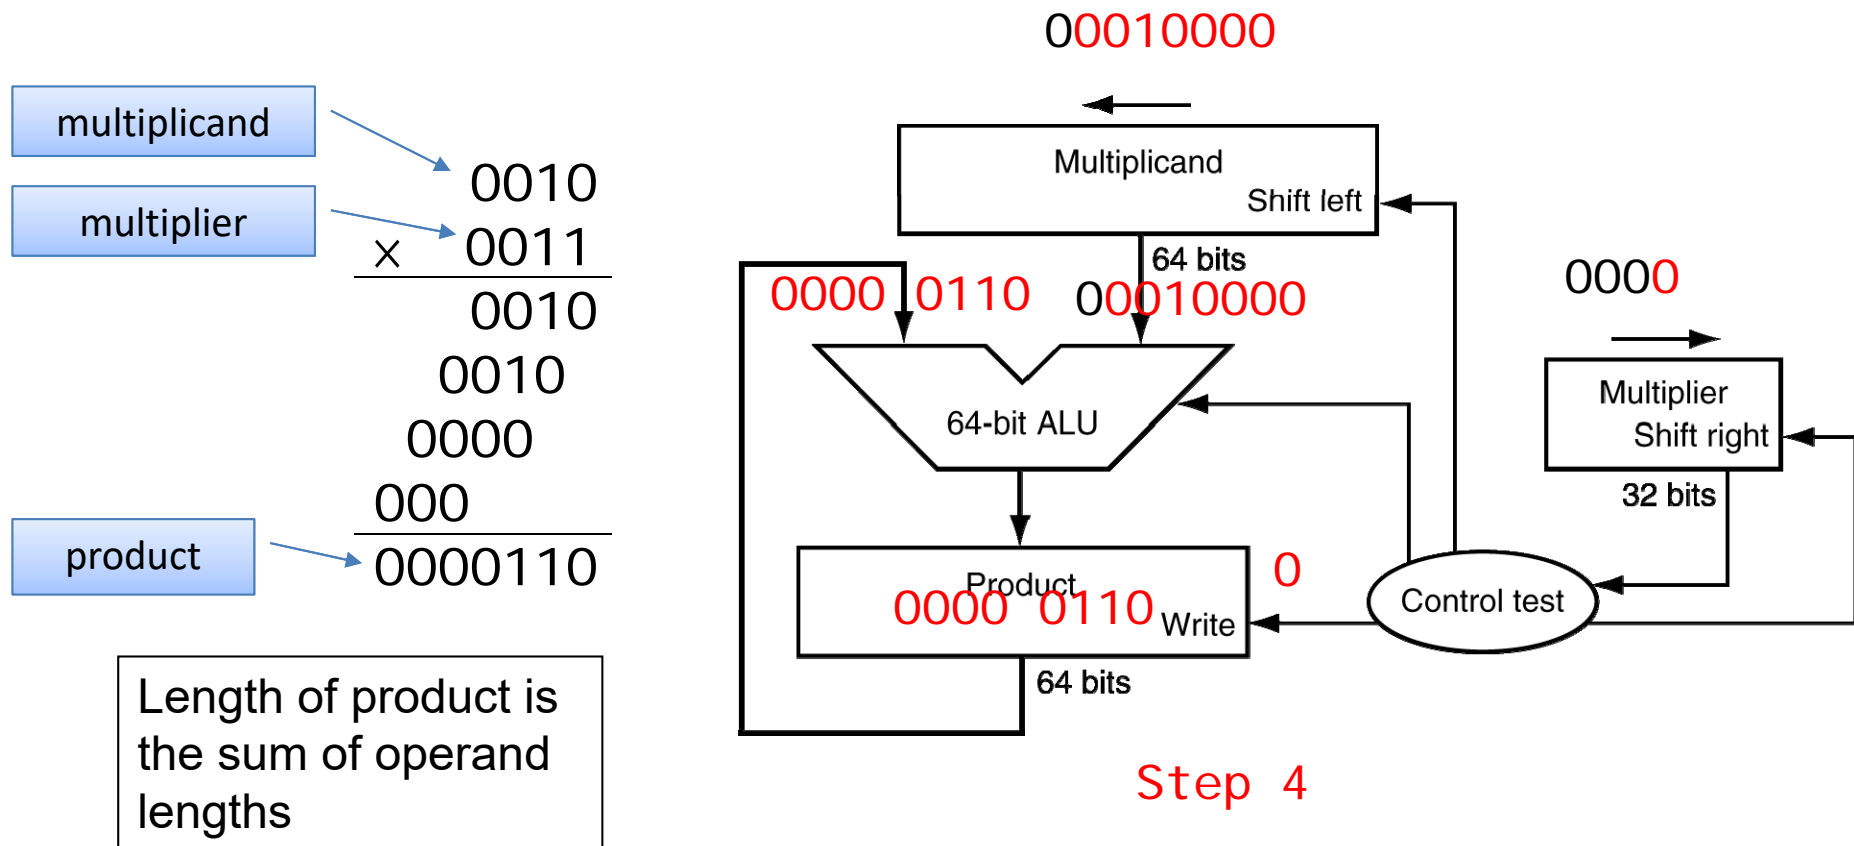 multiplicand
multiplier
0010
x 0011
0010
0010
0000
000
product
0000110
Length of product is
the sum of operand
lengths
00010000
Multiplicand
Shift left
64 bits
0000 0110
00010000
64-bit ALU
0000
Multiplier
Shift right
32 bits
Product
0000 0110
Write
0
Control test
64 bits
Step 4